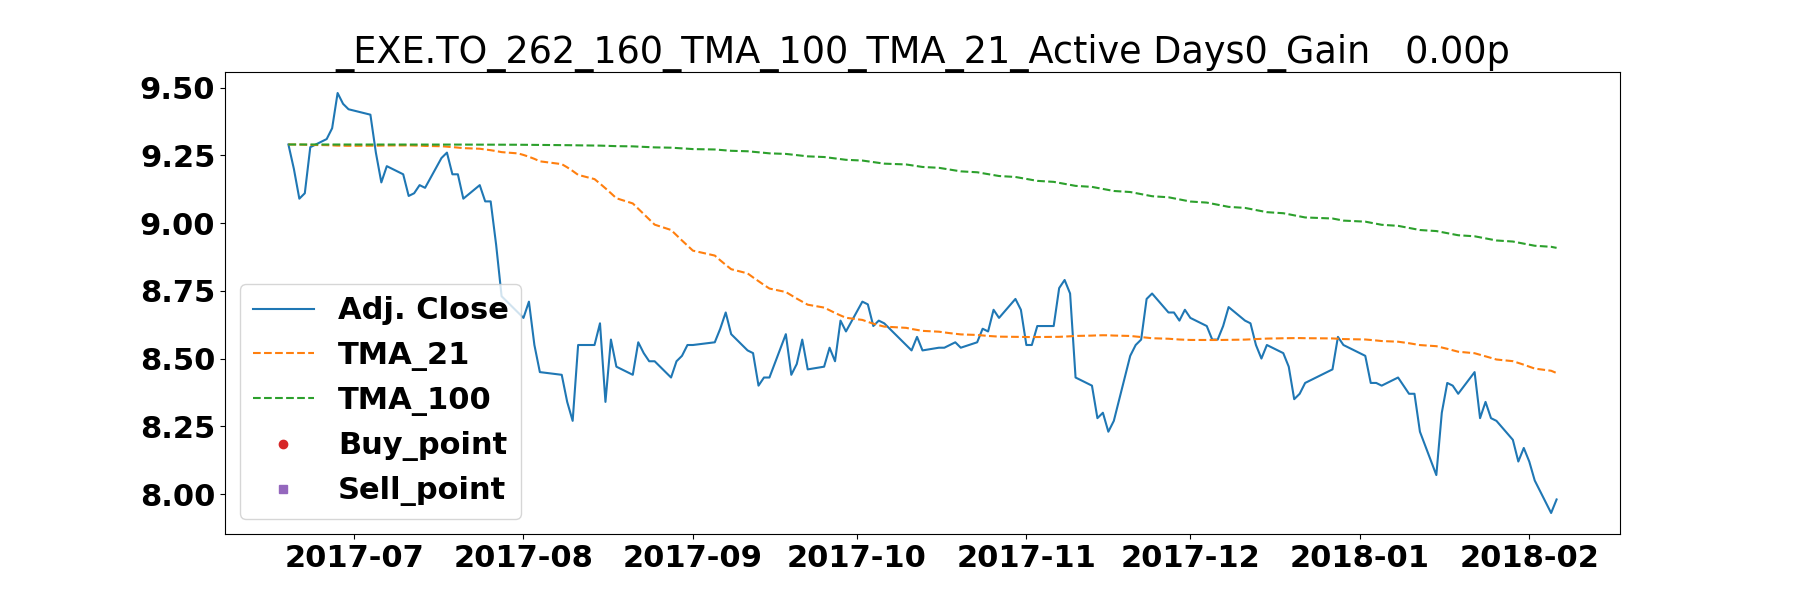 _EXE.TO_262_160_TMA_100_TMA_21_Active Days0_Gain   0.00p
9.50
9.25
9.00
8.75
8.50
8.25
8.00
Adj. Close
TMA_21
TMA_100
Buy_point
Sell_point
2017-07 2017-08 2017-09 2017-10 2017-11 2017-12 2018-01 2018-02